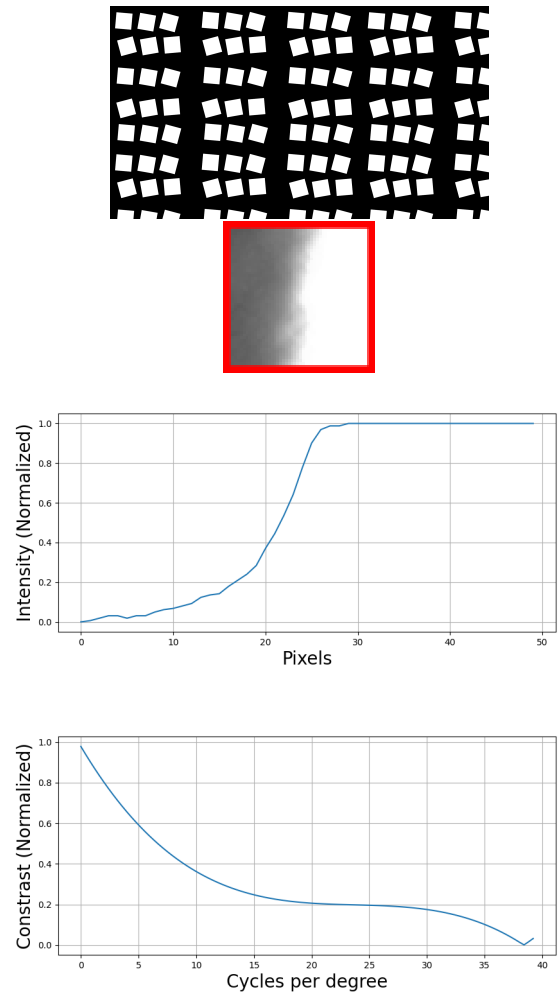 Intensity (Normalized)
1.0
0.8
0.6
0.4
0.2
0.0
0 10 20 30 40 50
Pixels
Constrast (Normalized)
1.0
0.8
0.6
0.4
0.2
0.0
0 5 10 15 20 25 30 35 40
Cycles per degree